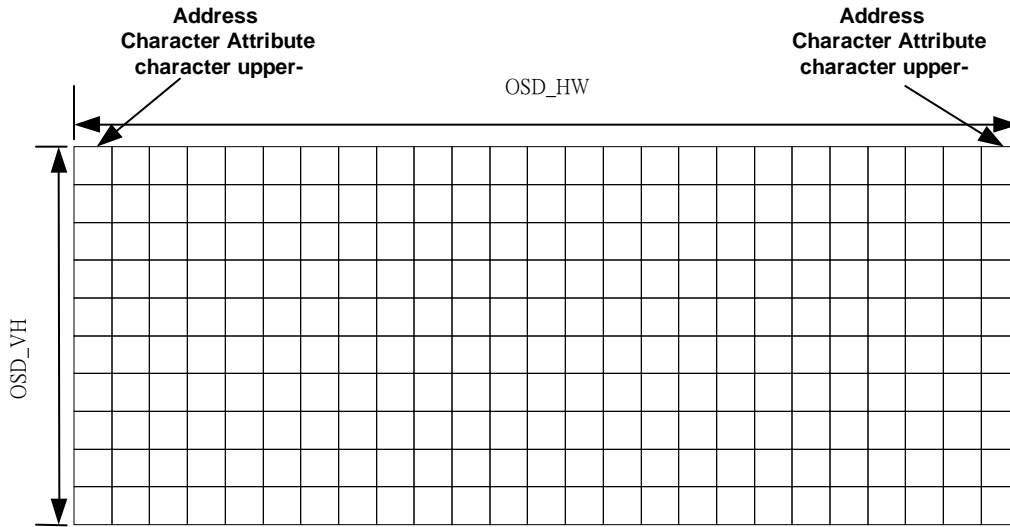 Address
Character Attribute
character upper-
Address
Character Attribute
character upper-
OSD_HW
OSD_VH